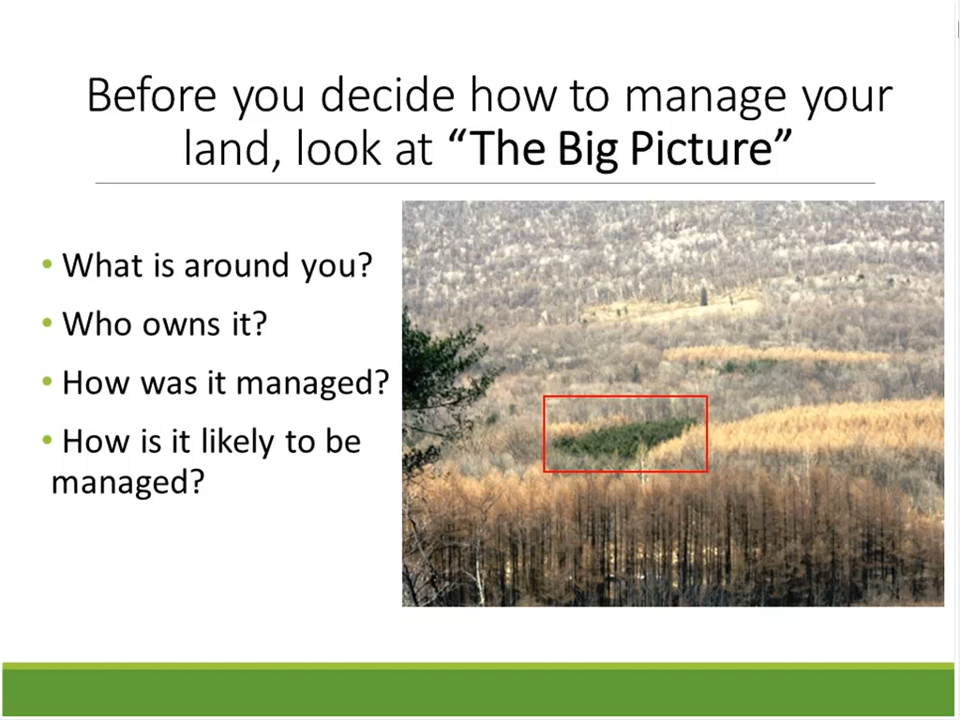 Before you decide how to manage your
land, look at “The Big Picture”
• What is around you?
• Who owns it?
• How was it managed?
• How is it likely to be
managed?